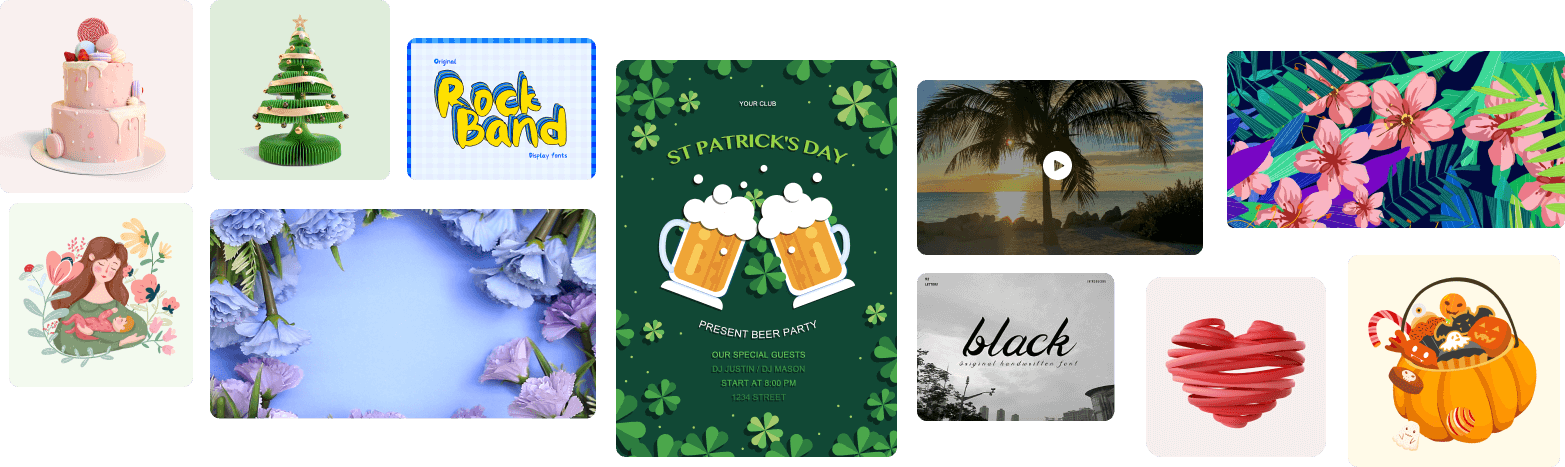 Original
Rock
Band
Display fonts
YOUR CLUB
ST PATRICK'S DAY
PRESENT BEER PARTY
OUR SPECIAL GUESTS
DJ JUSTIN / DJ MASON
START AT 8:00 PM
1234 STREET
LETTERS
black
Original handwritten font